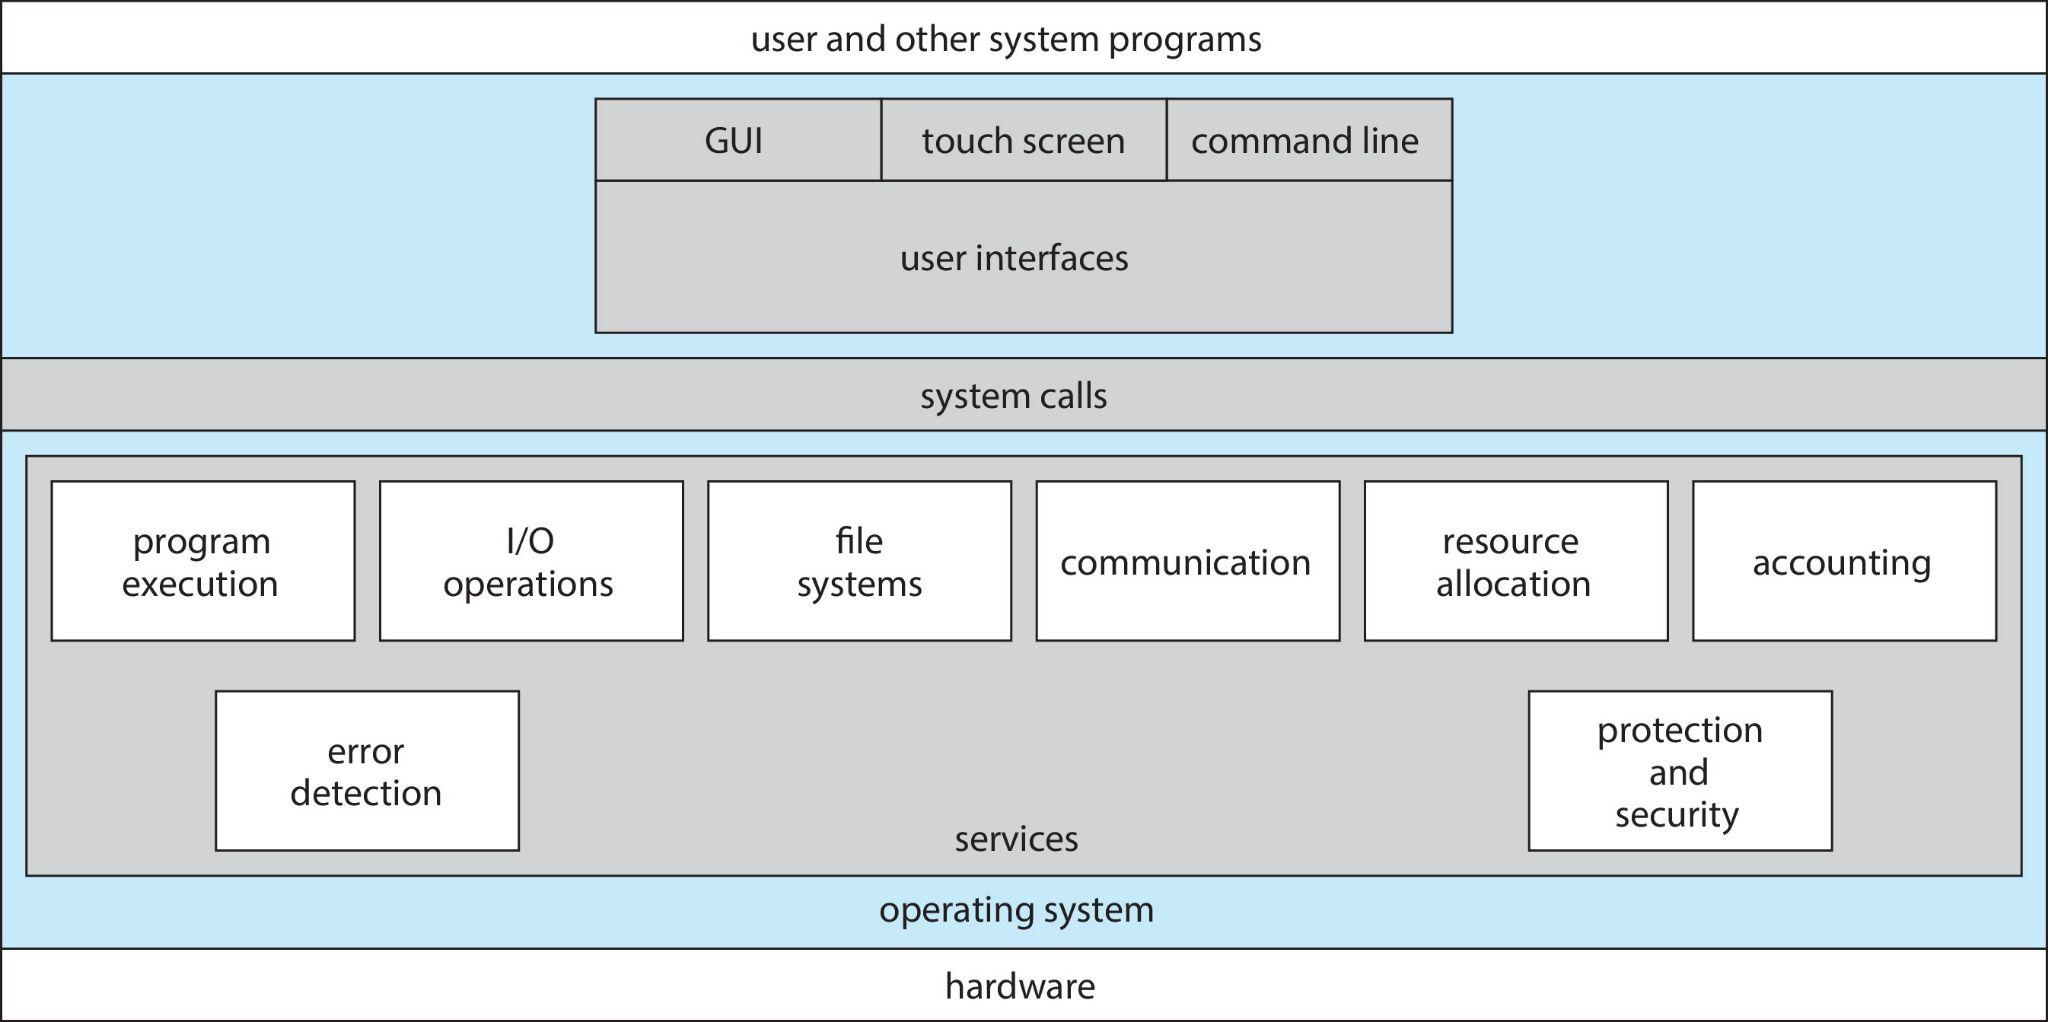 user and other system programs
GUI
touch screen
command line
user interfaces
system calls
program
execution
I/O
operations
file
systems
communication
resource
allocation
accounting
error
detection
protection
and
security
services
operating system
hardware